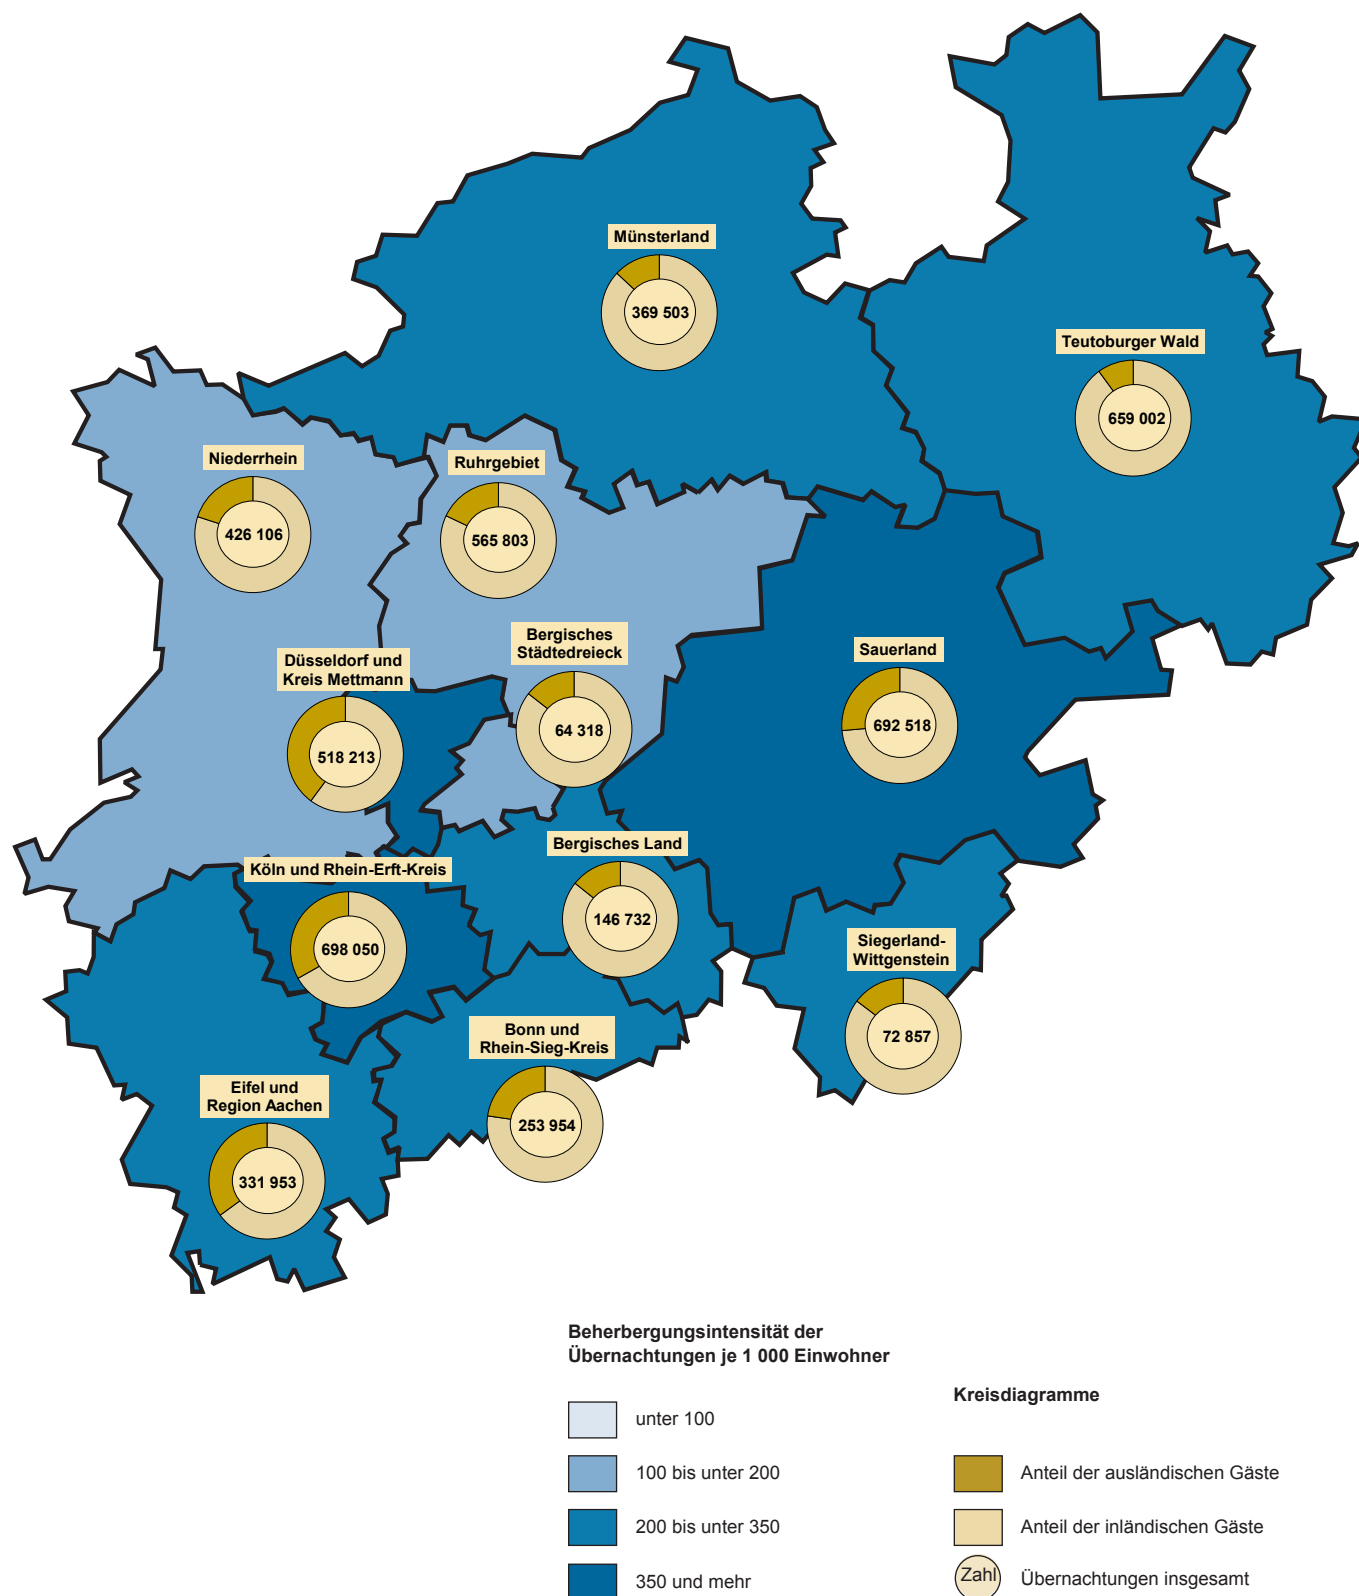 Münsterland
369 503
Teutoburger Wald
659 002
Niederrhein
426 106
Ruhrgebiet
565 803
Bergisches
Städtedreieck
64 318
Düsseldorf und
Kreis Mettmann
518 213
Sauerland
692 518
Bergisches Land
146 732
Köln und Rhein-Erft-Kreis
698 050
Siegerland-
Wittgenstein
72 857
Bonn und
Rhein-Sieg-Kreis
253 954
Eifel und
Region Aachen
331 953
Beherbergungsintensität der
Übernachtungen je 1 000 Einwohner
unter 100
100 bis unter 200
200 bis unter 350
350 und mehr
Kreisdiagramme
Anteil der ausländischen Gäste
Anteil der inländischen Gäste
Zahl Übernachtungen insgesamt